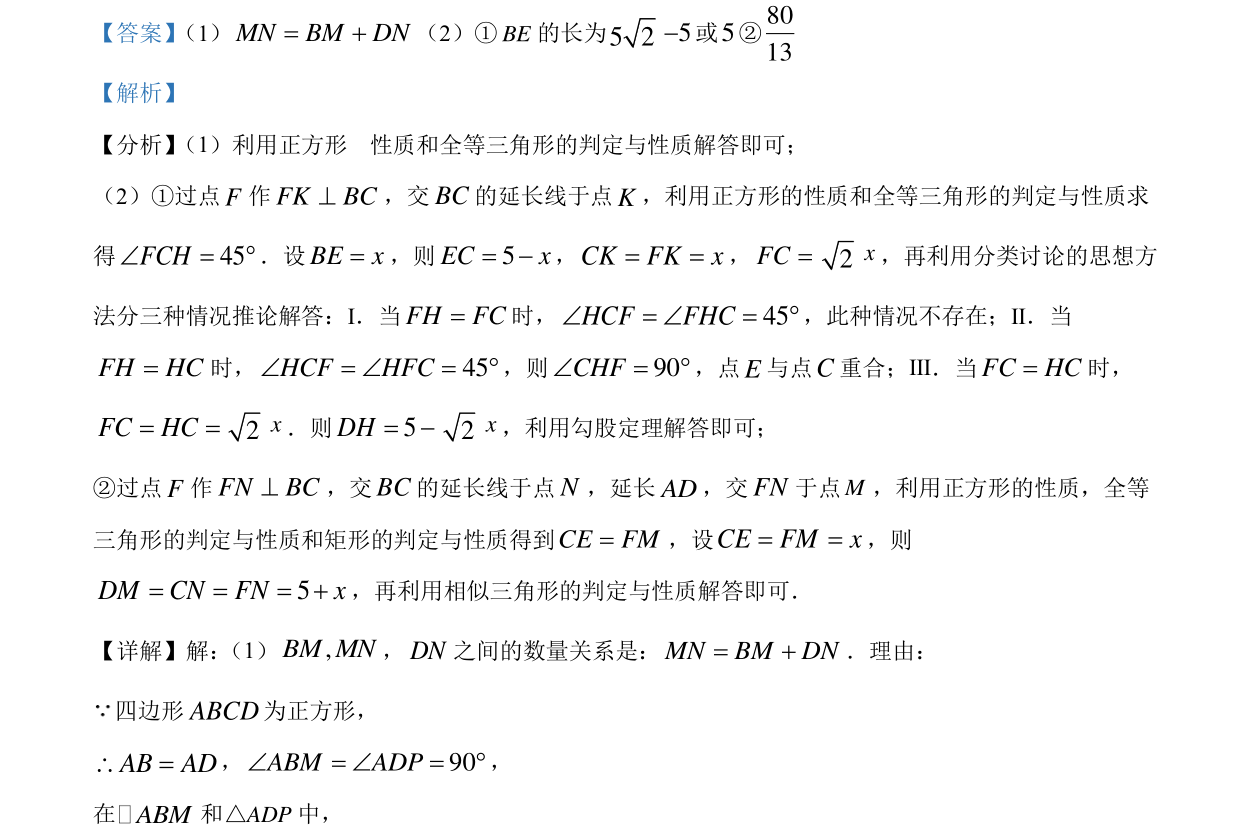 【答案】（1） MN = BM + DN （2）① BE 的长为 5√2 −5 或 5 ② 80/13
【解析】
【分析】（1）利用正方形 性质和全等三角形的判定与性质解答即可；
（2）①过点 F 作 FK ⊥ BC ，交 BC 的延长线于点 K ，利用正方形的性质和全等三角形的判定与性质求
得 ∠FCH = 45° ．设 BE = x ，则 EC = 5 − x ， CK = FK = x ， FC = √2 x ，再利用分类讨论的思想方
法分三种情况推论解答：I．当 FH = FC 时， ∠HCF = ∠FHC = 45° ，此种情况不存在；II．当
FH = HC 时， ∠HCF = ∠HFC = 45° ，则 ∠CHF = 90° ，点 E 与点 C 重合；III．当 FC = HC 时，
FC = HC = √2 x ．则 DH = 5 − √2 x ，利用勾股定理解答即可；
②过点 F 作 FN ⊥ BC ，交 BC 的延长线于点 N ，延长 AD ，交 FN 于点 M ，利用正方形的性质，全等
三角形的判定与性质和矩形的判定与性质得到 CE = FM ，设 CE = FM = x ，则
DM = CN = FN = 5 + x ，再利用相似三角形的判定与性质解答即可．
【详解】解：（1） BM , MN ， DN 之间的数量关系是： MN = BM + DN ．理由：
∵四边形 ABCD 为正方形，
∴ AB = AD ， ∠ABM = ∠ADP = 90° ，
在□ABM 和△ADP 中，